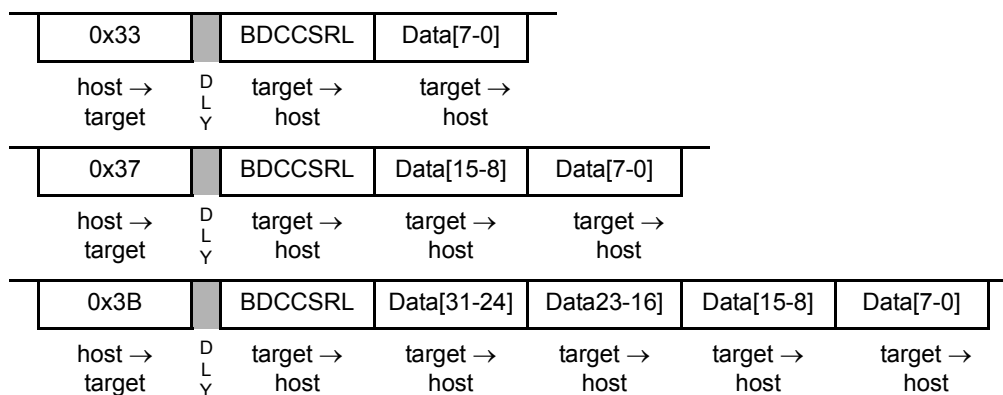 0x33 BDCCSRL Data[7-0]
host → D target → target →
target L host host
Y
0x37 BDCCSRL Data[15-8] Data[7-0]
host → D target → target → target →
target L host host host
Y
0x3B BDCCSRL Data[31-24] Data23-16] Data[15-8] Data[7-0]
host → D target → target → target → target → target →
target L host host host host host
Y